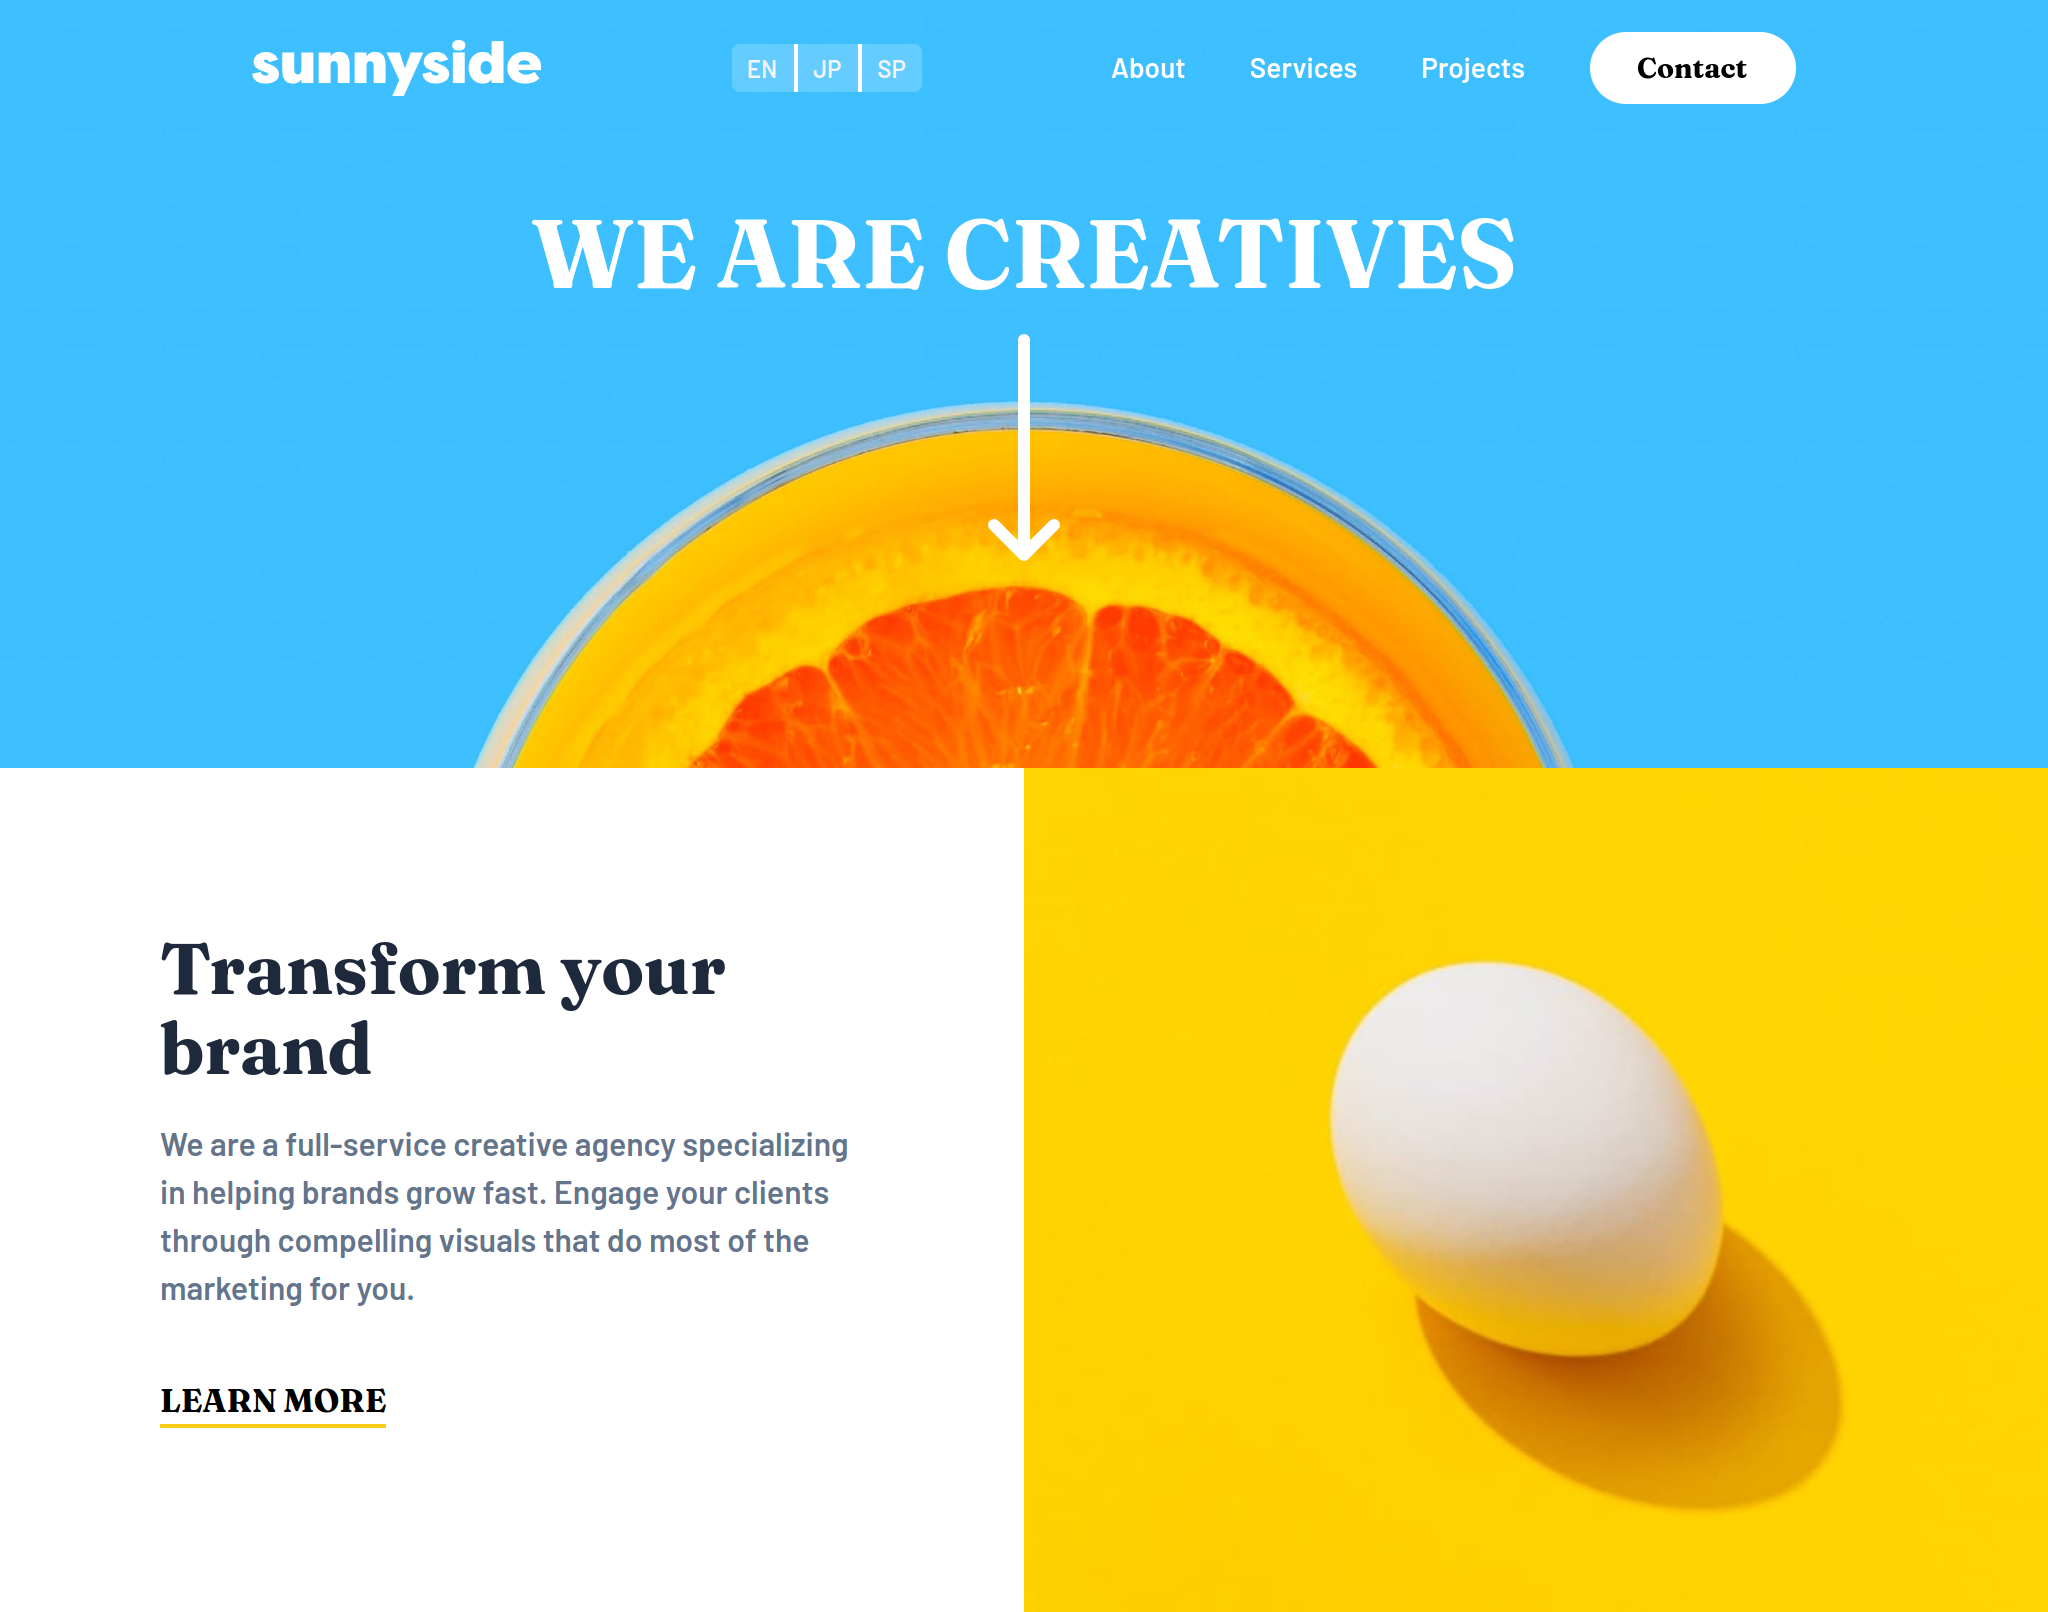 sunnyside
EN JP SP
About Services Projects Contact
WE ARE CREATIVES
Transform your
brand
We are a full-service creative agency specializing
in helping brands grow fast. Engage your clients
through compelling visuals that do most of the
marketing for you.
LEARN MORE